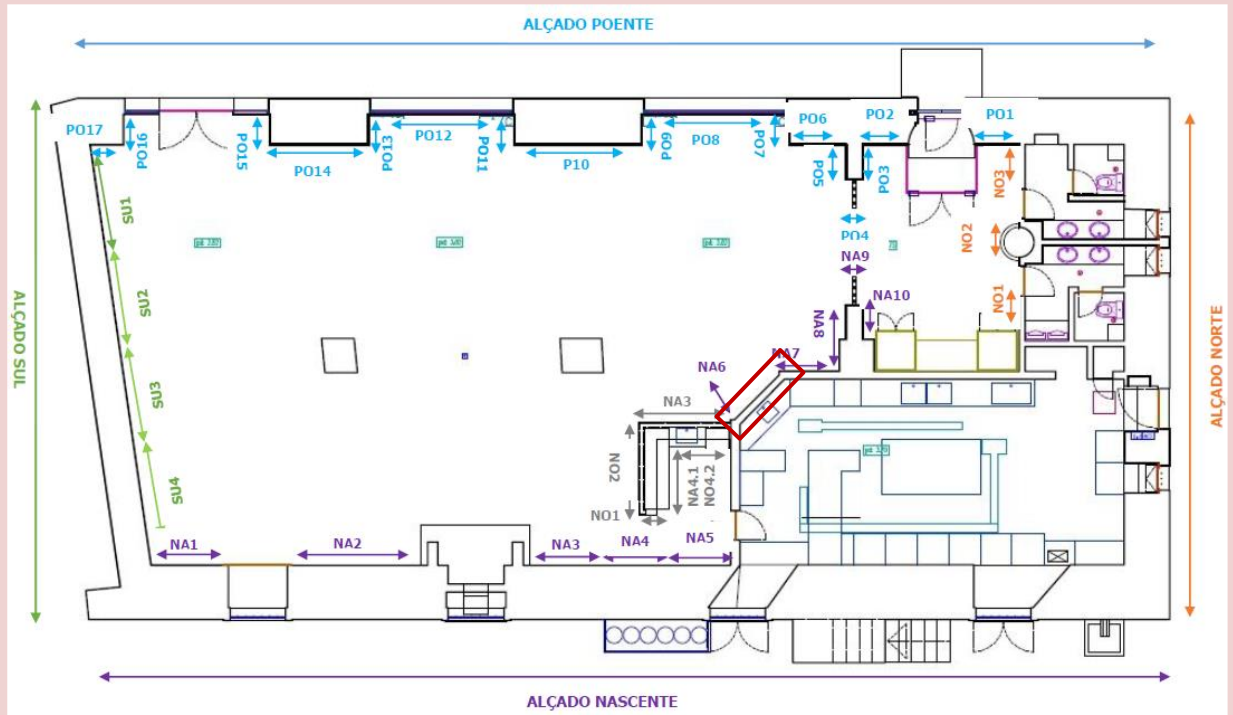 ALÇADO POENTE
PO17
PO16
PO15
PO14
PO13
PO12
PO11
P10
PO9
PO8
PO7
PO6
PO5
PO2
PO3
PO1
NO3
SU1
PO4
NO2
NA9
SU2
NA10
NO1
NA8
ALÇADO SUL
ALÇADO NORTE
NA7
NA6
SU3
NA3
NO2
NA4.1
NO4.2
SU4
NO1
NA1
NA2
NA3
NA4
NA5
ALÇADO NASCENTE